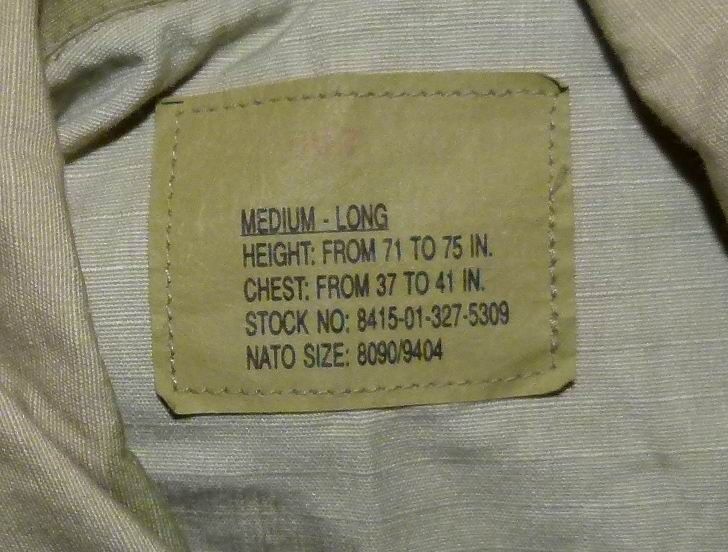 MEDIUM - LONG
HEIGHT: FROM 71 TO 75 IN.
CHEST: FROM 37 TO 41 IN.
STOCK NO: 8415-01-327-5309
NATO SIZE: 8090/9404